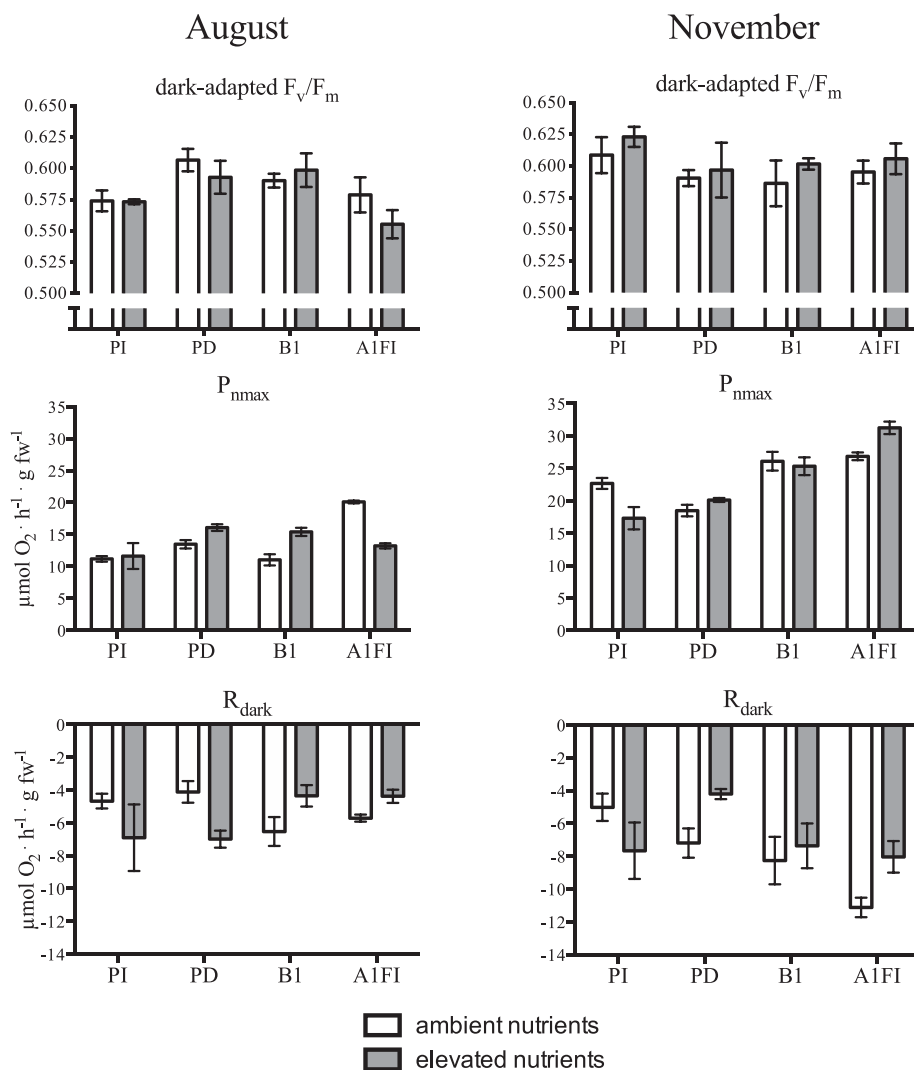 August
November
dark-adapted Fv/Fm
0.650
0.625
0.600
0.575
0.550
0.525
0.500
PI PD B1 A1FI
dark-adapted Fv/Fm
0.650
0.625
0.600
0.575
0.550
0.525
0.500
PI PD B1 A1FI
Pnmax
µmol O₂ · h⁻¹ · g fw⁻¹
35
30
25
20
15
10
5
0
PI PD B1 A1FI
Pnmax
35
30
25
20
15
10
5
0
PI PD B1 A1FI
Rdark
µmol O₂ · h⁻¹ · g fw⁻¹
0
-2
-4
-6
-8
-10
-12
-14
PI PD B1 A1FI
Rdark
0
-2
-4
-6
-8
-10
-12
-14
PI PD B1 A1FI
ambient nutrients
elevated nutrients